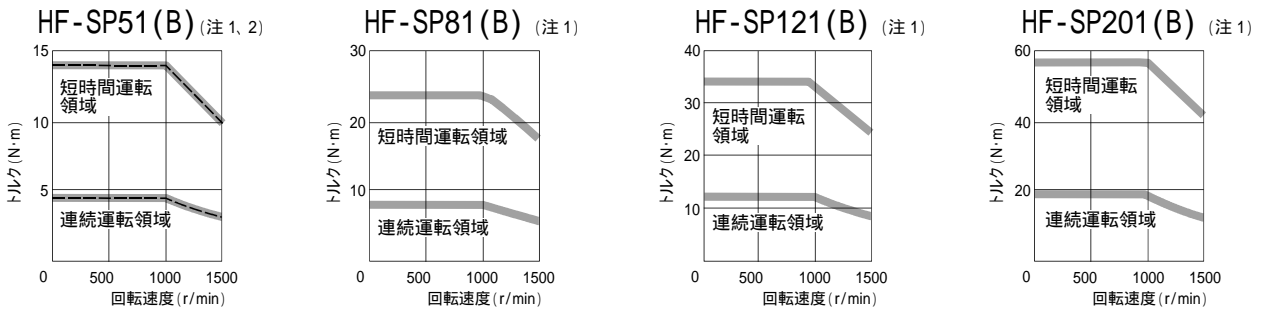 HF-SP51(B) (注1、2)
15
10
5
0
500
1000
1500
トルク(N・m)
短時間運転
領域
連続運転領域
回転速度(r/min)
HF-SP81(B) (注1)
30
20
10
0
500
1000
1500
トルク(N・m)
短時間運転領域
連続運転領域
回転速度(r/min)
HF-SP121(B) (注1)
40
30
20
10
0
500
1000
1500
トルク(N・m)
短時間運転
領域
連続運転領域
回転速度(r/min)
HF-SP201(B) (注1)
60
40
20
0
500
1000
1500
トルク(N・m)
短時間運転
領域
連続運転領域
回転速度(r/min)